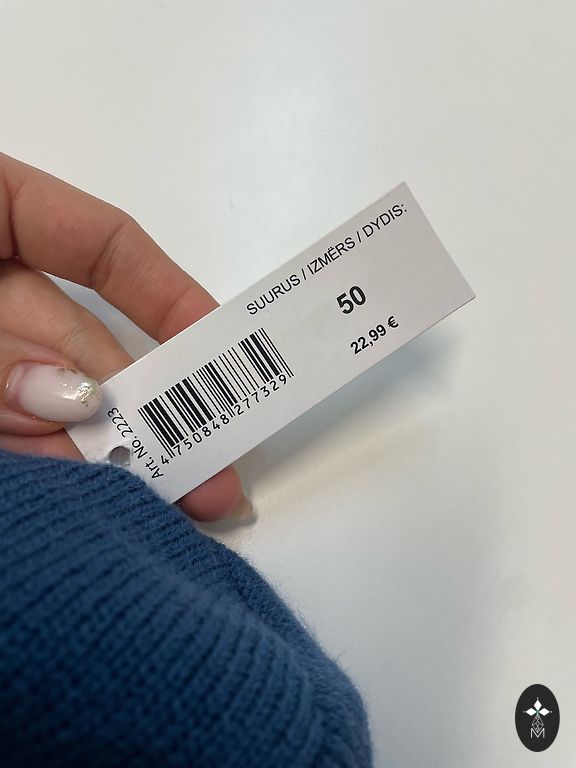 SUURUS / IZMĒRS / DYDIS:
50
22,99 €
4 750848 277329
Art. No. 2223
M